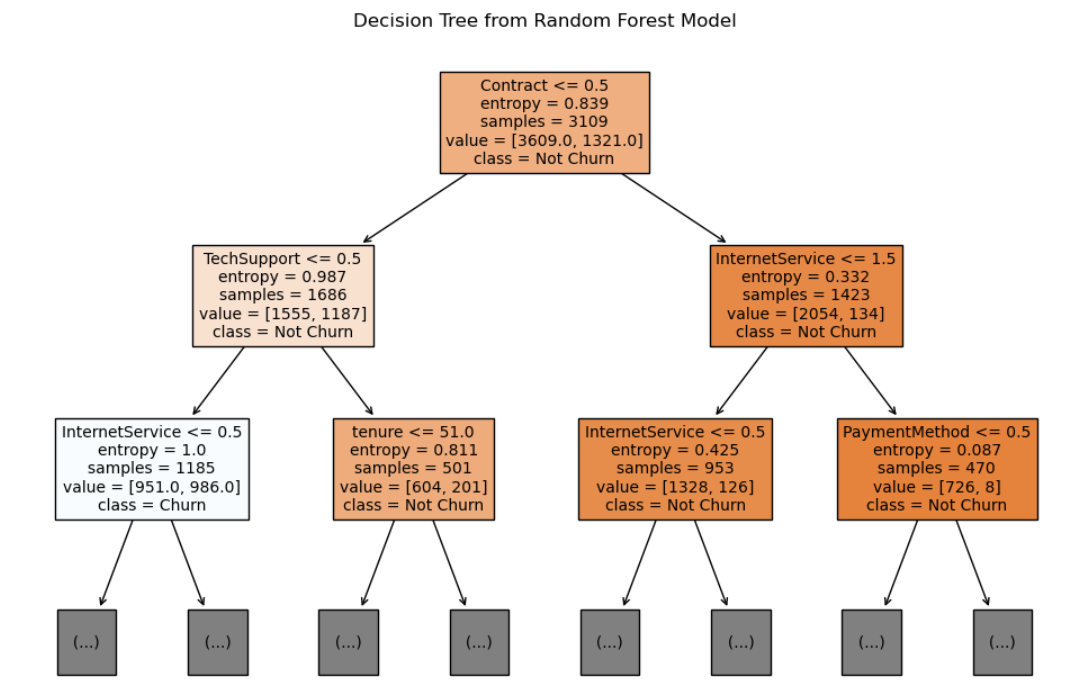 Decision Tree from Random Forest Model
Contract <= 0.5
entropy = 0.839
samples = 3109
value = [3609.0, 1321.0]
class = Not Churn
TechSupport <= 0.5
entropy = 0.987
samples = 1686
value = [1555, 1187]
class = Not Churn
InternetService <= 1.5
entropy = 0.332
samples = 1423
value = [2054, 134]
class = Not Churn
InternetService <= 0.5
entropy = 1.0
samples = 1185
value = [951.0, 986.0]
class = Churn
tenure <= 51.0
entropy = 0.811
samples = 501
value = [604, 201]
class = Not Churn
InternetService <= 0.5
entropy = 0.425
samples = 953
value = [1328, 126]
class = Not Churn
PaymentMethod <= 0.5
entropy = 0.087
samples = 470
value = [726, 8]
class = Not Churn
(...)
(...)
(...)
(...)
(...)
(...)
(...)
(...)